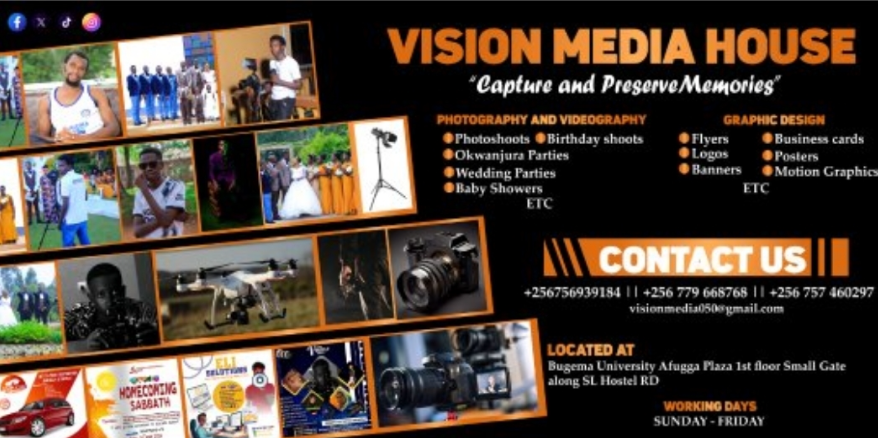 VISION MEDIA HOUSE
"Capture and Preserve Memories"
PHOTOGRAPHY AND VIDEOGRAPHY
Photoshoots Birthday shoots
Okwanjura Parties
Wedding Parties
Baby Showers
ETC
GRAPHIC DESIGN
Flyers Business cards
Logos Posters
Banners Motion Graphics
ETC
CONTACT US
+256756939184 || +256 779 668768 || +256 757 460297
visionmedia050@gmail.com
LOCATED AT
Bugema University Afugga Plaza 1st floor Small Gate
along SL Hostel RD
WORKING DAYS
SUNDAY - FRIDAY
HOMECOMING
SABBATH
ELI
SOLUTIONS